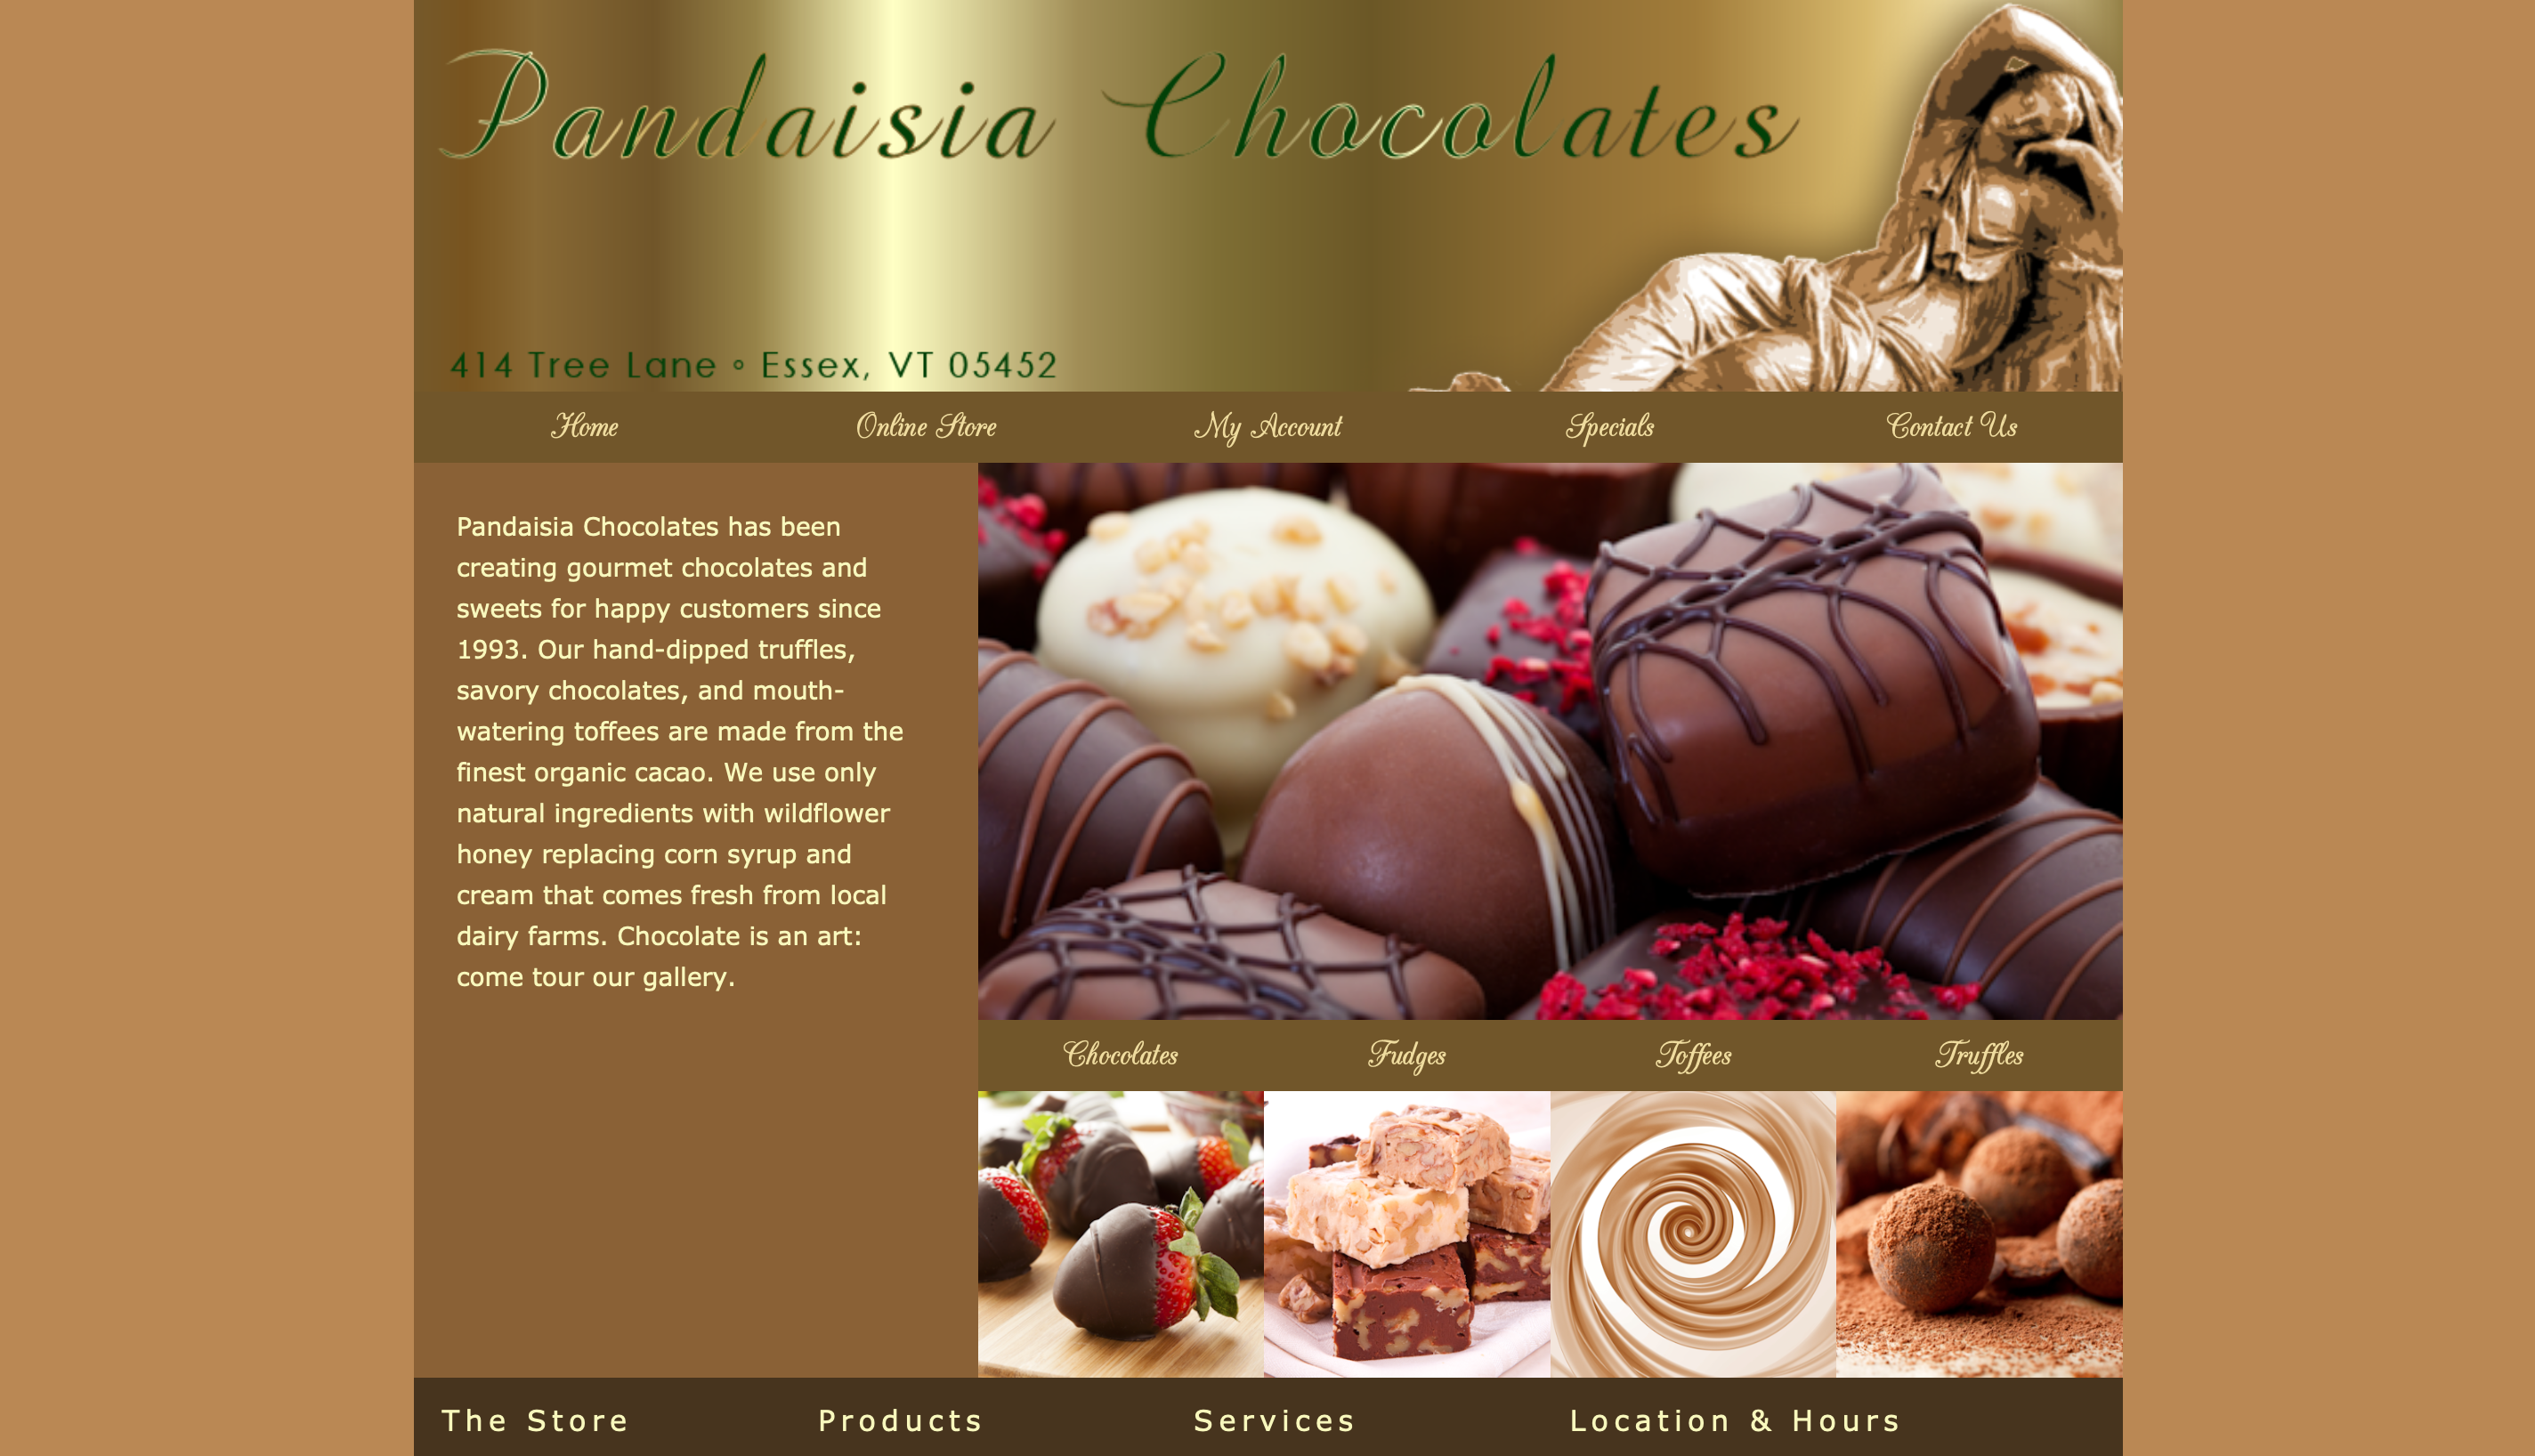 Pandaisia Chocolates
414 Tree Lane ◦ Essex, VT 05452
Home Online Store My Account Specials Contact Us
Pandaisia Chocolates has been
creating gourmet chocolates and
sweets for happy customers since
1993. Our hand-dipped truffles,
savory chocolates, and mouth-
watering toffees are made from the
finest organic cacao. We use only
natural ingredients with wildflower
honey replacing corn syrup and
cream that comes fresh from local
dairy farms. Chocolate is an art:
come tour our gallery.
Chocolates Fudges Toffees Truffles
The Store Products Services Location & Hours